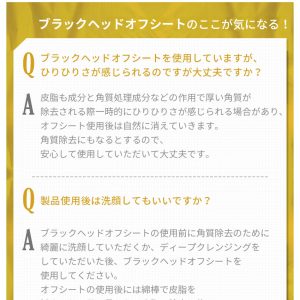 ブラックヘッドオフシートのここが気になる！
Q ブラックヘッドオフシートを使用していますが、
ひりひりさが感じられるのですが大丈夫ですか？
A 皮脂も成分と角質処理成分などの作用で厚い角質が
除去される際一時的にひりひりさが感じられる場合があり、
オフシート使用後は自然に消えていきます。
角質除去にもなるとするので、
安心して使用していただいて大丈夫です。
Q 製品使用後は洗顔してもいいですか？
A ブラックヘッドオフシートの使用前に角質除去のために
綺麗に洗顔していただくか、ディープクレンジングを
していただいた後、ブラックヘッドオフシートを
使用してください。
オフシートの使用後には綿棒で皮脂を